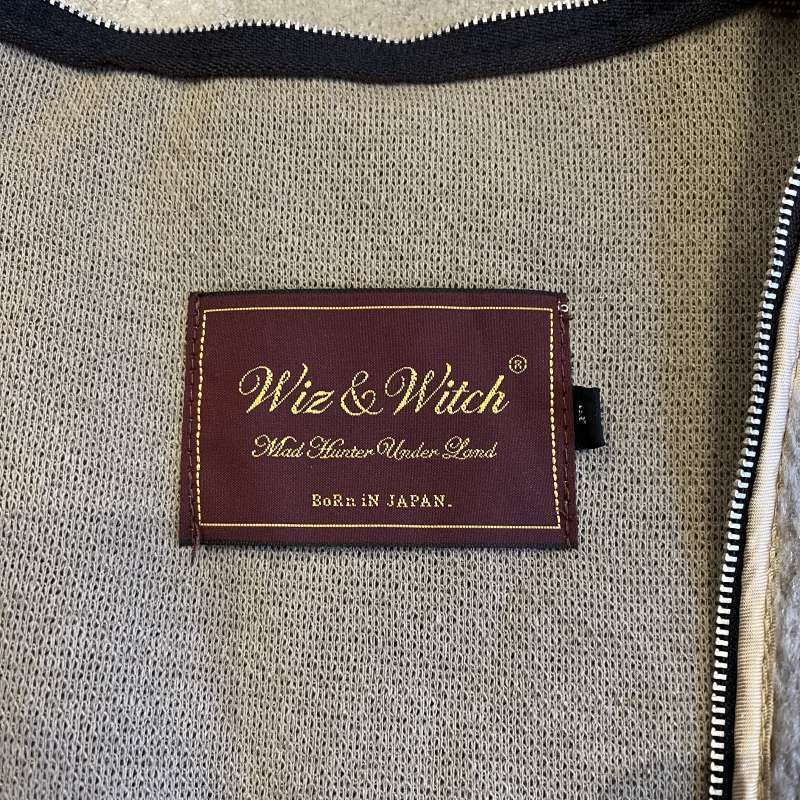 Wiz & Witch®
Mad Hunter Under Land
BoRn iN JAPAN.